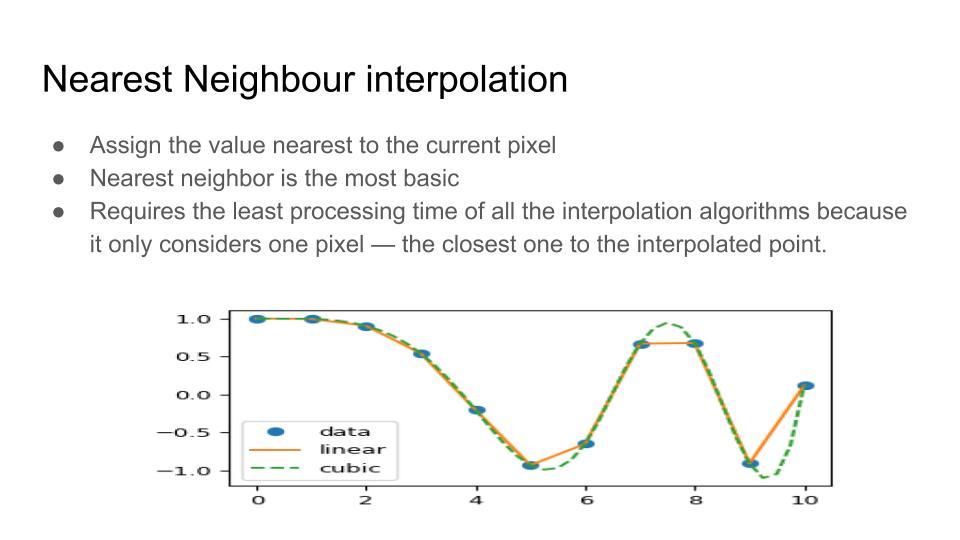 Nearest Neighbour interpolation
● Assign the value nearest to the current pixel
● Nearest neighbor is the most basic
● Requires the least processing time of all the interpolation algorithms because
it only considers one pixel — the closest one to the interpolated point.
1.0
0.5
0.0
−0.5
−1.0
data
linear
cubic
0 2 4 6 8 10